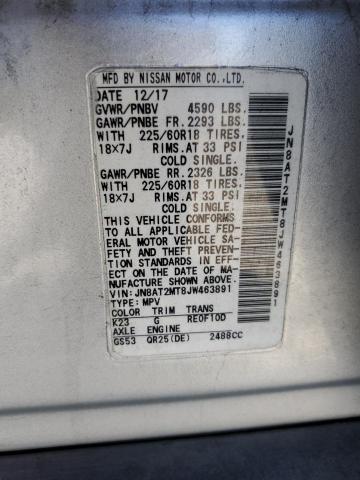 MFD BY NISSAN MOTOR CO.,LTD.
DATE 12/17
GVWR/PNBV 4590 LBS.
GAWR/PNBE FR. 2293 LBS.
WITH 225/60R18 TIRES.
18×7J RIMS. AT 33 PSI
COLD SINGLE.
GAWR/PNBE RR. 2326 LBS.
WITH 225/60R18 TIRES.
18×7J RIMS. AT 33 PSI
COLD SINGLE.
THIS VEHICLE CONFORMS
TO ALL APPLICABLE FED-
ERAL MOTOR VEHICLE SA-
FETY AND THEFT PREVEN-
TION STANDARDS IN EFF-
ECT ON THE DATE OF MA-
NUFACTURE SHOWN ABOVE.
VIN: JN8AT2MT8JW463891
TYPE: MPV
COLOR TRIM TRANS
K23 G RE0F10D
AXLE ENGINE
GS53 QR25(DE) 2488CC
JN8AT2MT8JW463891